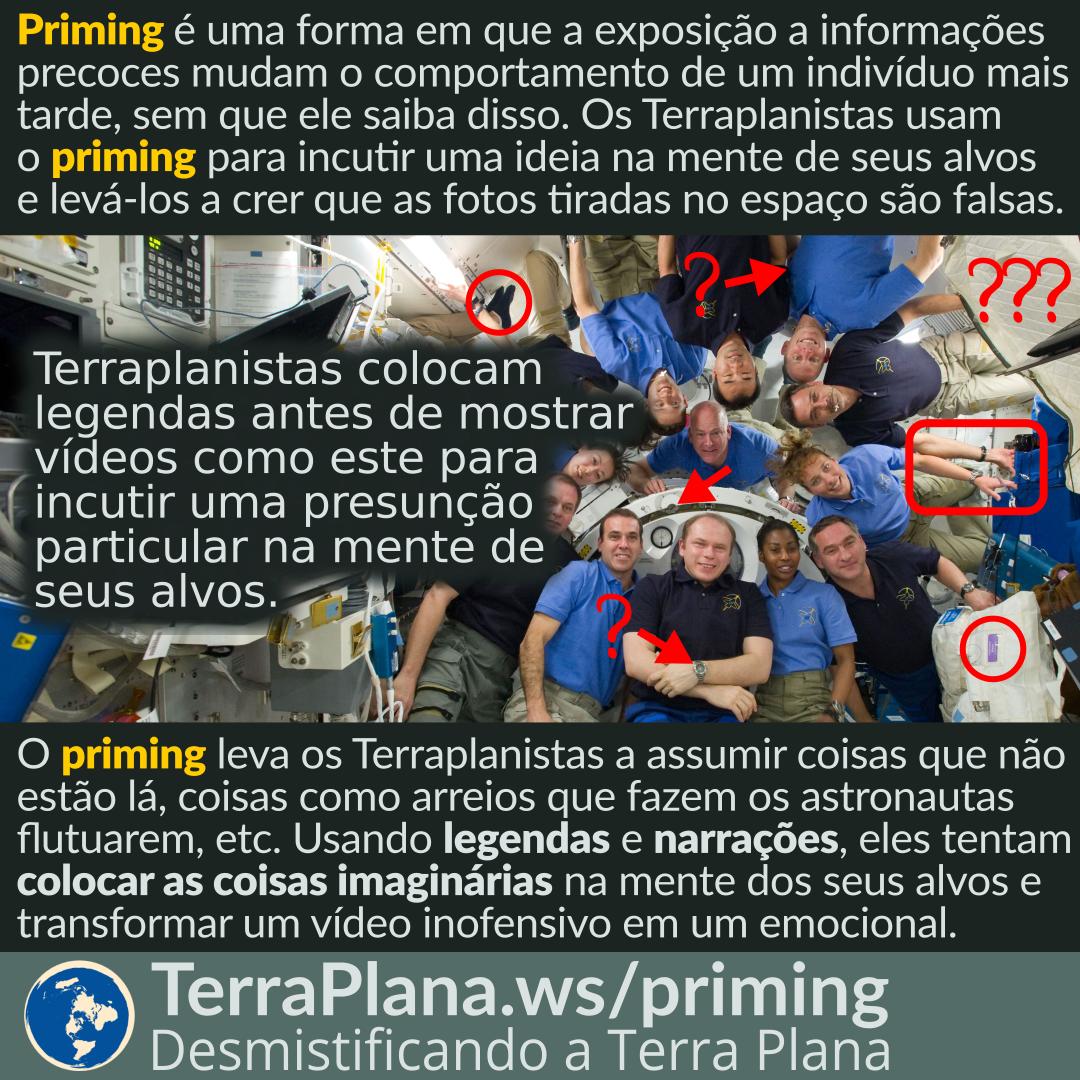 Priming é uma forma em que a exposição a informações
precoces mudam o comportamento de um indivíduo mais
tarde, sem que ele saiba disso. Os Terraplanistas usam
o priming para incutir uma ideia na mente de seus alvos
e levá-los a crer que as fotos tiradas no espaço são falsas.
?
???
Terraplanistas colocam
legendas antes de mostrar
vídeos como este para
incutir uma presunção
particular na mente de
seus alvos.
?
O priming leva os Terraplanistas a assumir coisas que não
estão lá, coisas como arreios que fazem os astronautas
flutuarem, etc. Usando legendas e narrações, eles tentam
colocar as coisas imaginárias na mente dos seus alvos e
transformar um vídeo inofensivo em um emocional.
TerraPlana.ws/priming
Desmistificando a Terra Plana